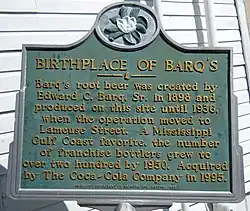 BIRTHPLACE OF BARQ'S
Barq's root beer was created by
Edward C. Barq, Sr. in 1898 and
produced on this site until 1936,
when the operation moved to
Lameuse Street. A Mississippi
Gulf Coast favorite, the number
of franchise bottlers grew to
over two hundred by 1950. Acquired
by The Coca-Cola Company in 1995.